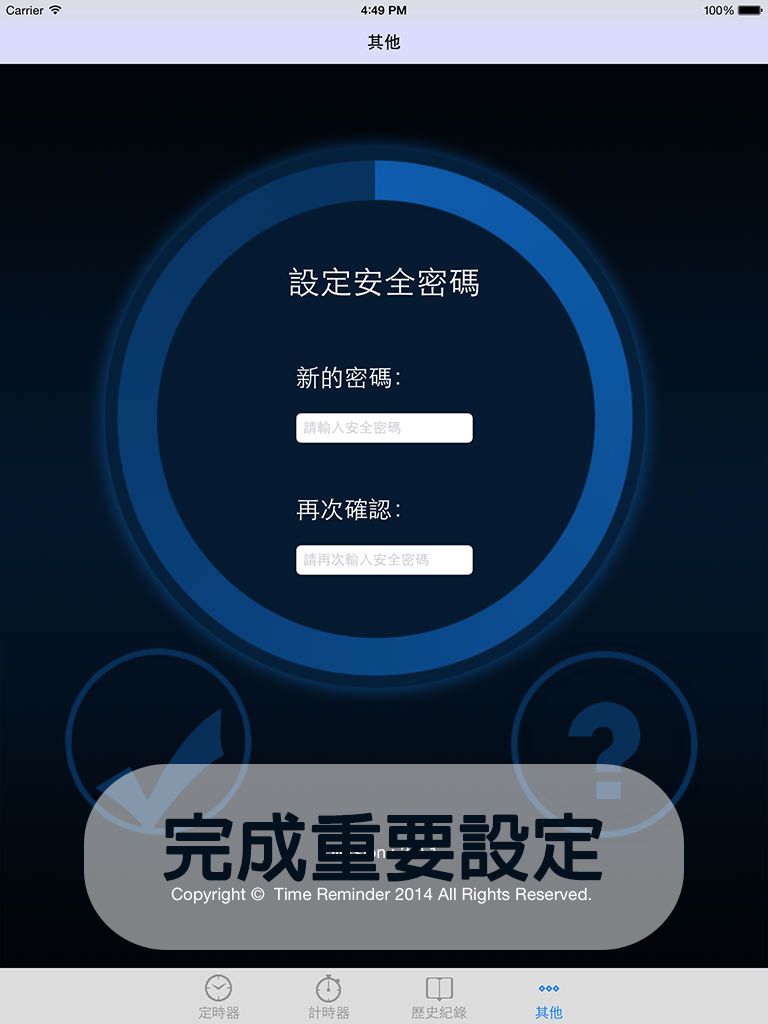 Carrier 4:49 PM 100%
其他
設定安全密碼
新的密碼：
請輸入安全密碼
再次確認：
請再次輸入安全密碼
?
完成重要設定
Copyright © Time Reminder 2014 All Rights Reserved.
定時器 計時器 歷史紀錄 其他